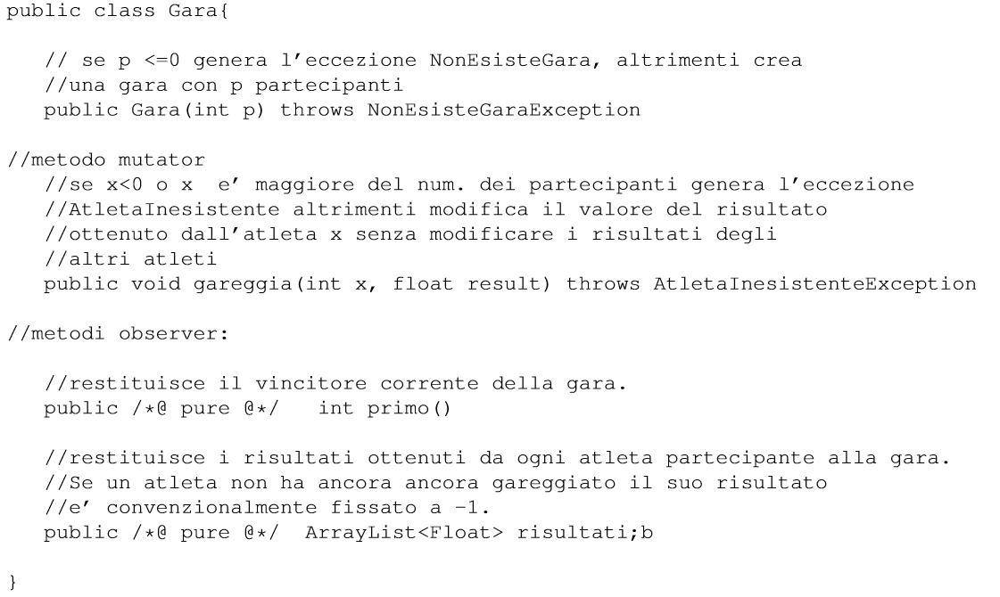 public class Gara{
// se p <=0 genera l'eccezione NonEsisteGara, altrimenti crea
//una gara con p partecipanti
public Gara(int p) throws NonEsisteGaraException
//metodo mutator
//se x<0 o x  e' maggiore del num. dei partecipanti genera l'eccezione
//AtletaInesistente altrimenti modifica il valore del risultato
//ottenuto dall'atleta x senza modificare i risultati degli
//altri atleti
public void gareggia(int x, float result) throws AtletaInesistenteException
//metodi observer:
//restituisce il vincitore corrente della gara.
public /*@ pure @*/   int primo()
//restituisce i risultati ottenuti da ogni atleta partecipante alla gara.
//Se un atleta non ha ancora ancora gareggiato il suo risultato
//e' convenzionalmente fissato a -1.
public /*@ pure @*/  ArrayList<Float> risultati;b
}